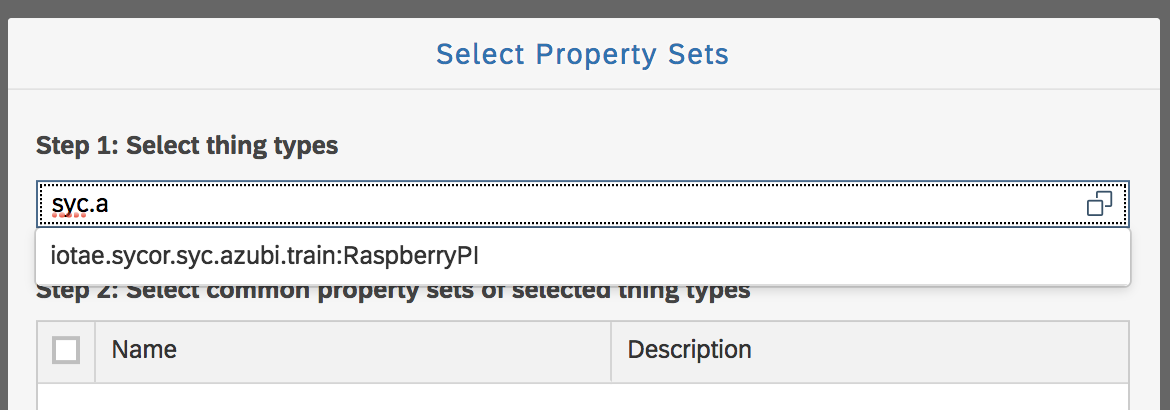 Select Property Sets
Step 1: Select thing types
syc.a
iotae.sycor.syc.azubi.train:RaspberryPI
Step 2: Select common property sets of selected thing types
Name Description